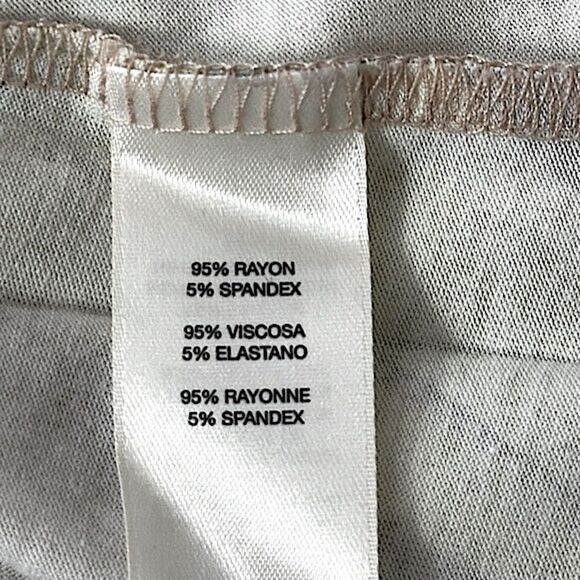 95% RAYON
5% SPANDEX
95% VISCOSA
5% ELASTANO
95% RAYONNE
5% SPANDEX